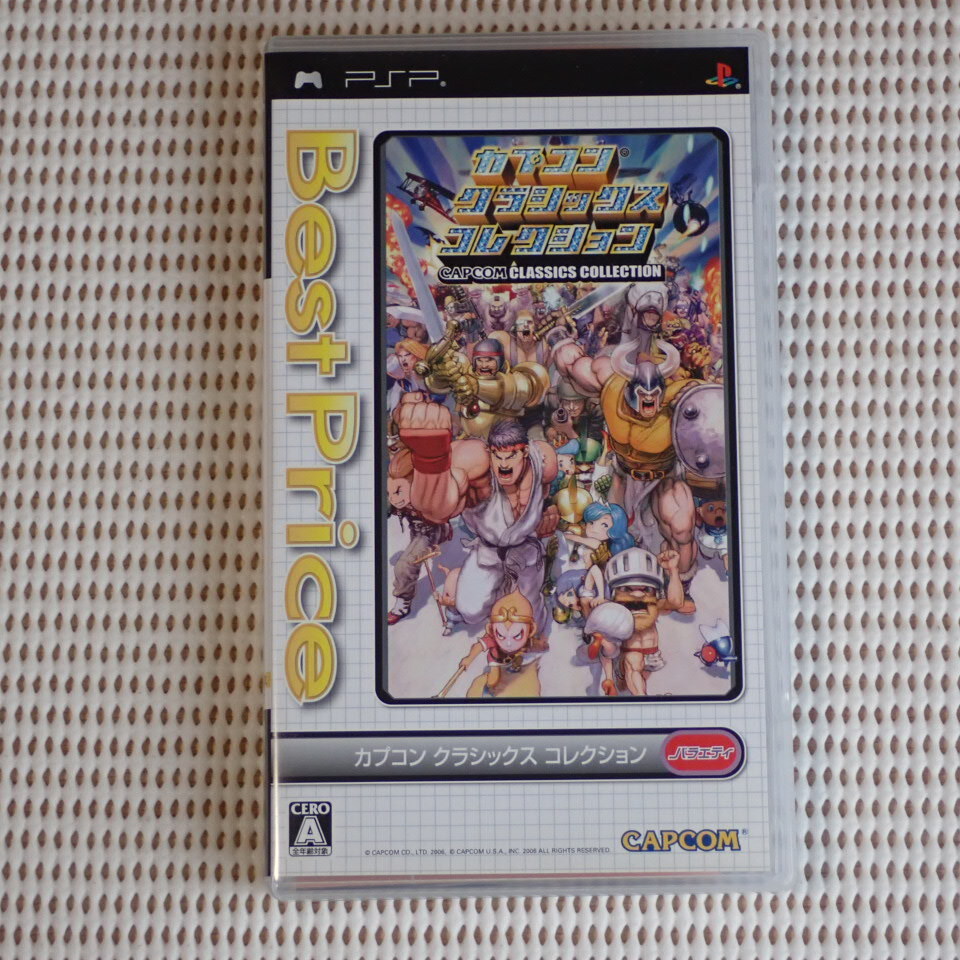 PSP®
Best Price
カプコン®
クラシックス
コレクション
CAPCOM CLASSICS COLLECTION
カプコン クラシックス コレクション
バラエティ
CERO
A
全年齢対象
© CAPCOM CO., LTD. 2006, © CAPCOM U.S.A., INC. 2006 ALL RIGHTS RESERVED.
CAPCOM®